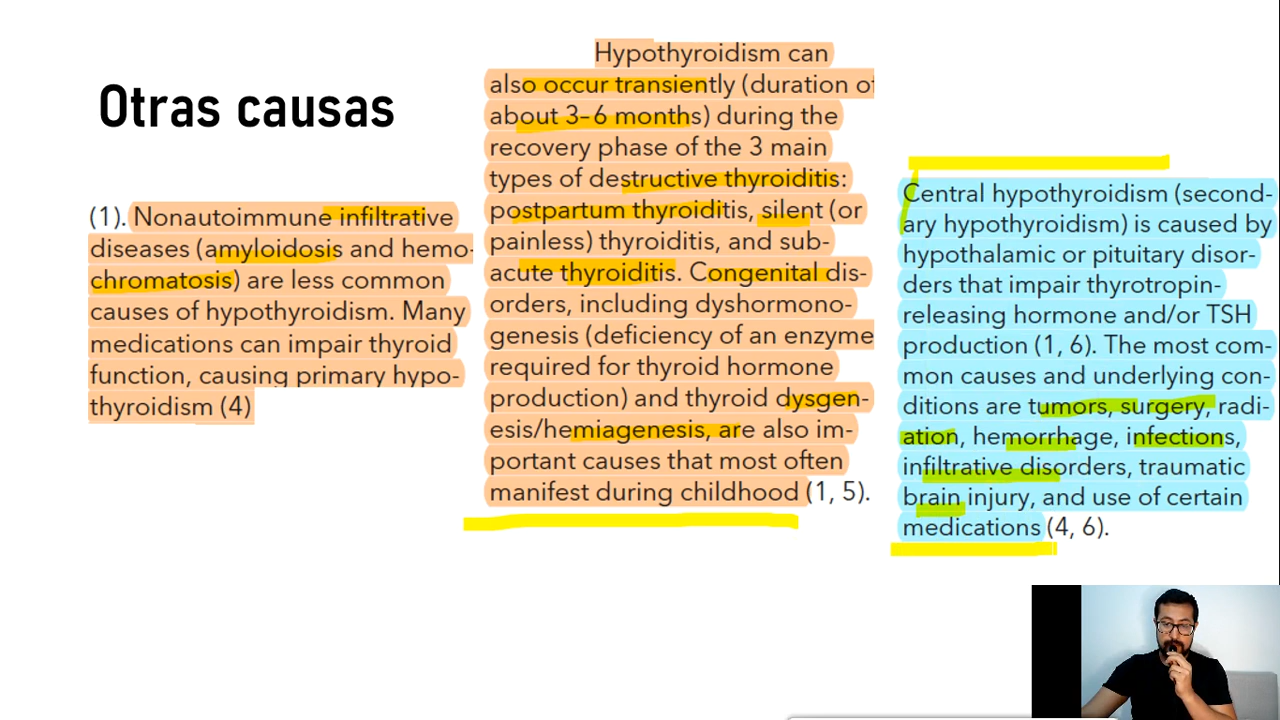 Otras causas
(1). Nonautoimmune infiltrative
diseases (amyloidosis and hemo-
chromatosis) are less common
causes of hypothyroidism. Many
medications can impair thyroid
function, causing primary hypo-
thyroidism (4)
Hypothyroidism can
also occur transiently (duration of
about 3–6 months) during the
recovery phase of the 3 main
types of destructive thyroiditis:
postpartum thyroiditis, silent (or
painless) thyroiditis, and sub-
acute thyroiditis. Congenital dis-
orders, including dyshormono-
genesis (deficiency of an enzyme
required for thyroid hormone
production) and thyroid dysgen-
esis/hemiagenesis, are also im-
portant causes that most often
manifest during childhood (1, 5).
Central hypothyroidism (second-
ary hypothyroidism) is caused by
hypothalamic or pituitary disor-
ders that impair thyrotropin-
releasing hormone and/or TSH
production (1, 6). The most com-
mon causes and underlying con-
ditions are tumors, surgery, radi-
ation, hemorrhage, infections,
infiltrative disorders, traumatic
brain injury, and use of certain
medications (4, 6).